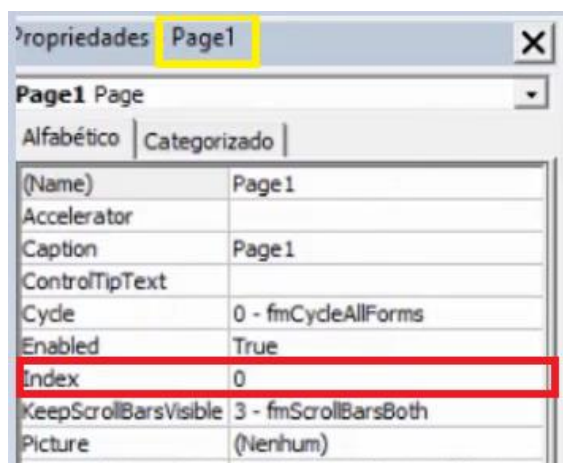 Propriedades Page1 X
Page1 Page
Alfabético Categorizado
(Name) Page1
Accelerator
Caption Page1
ControlTipText
Cycle 0 - fmCycleAllForms
Enabled True
Index 0
KeepScrollBarsVisible 3 - fmScrollBarsBoth
Picture (Nenhum)